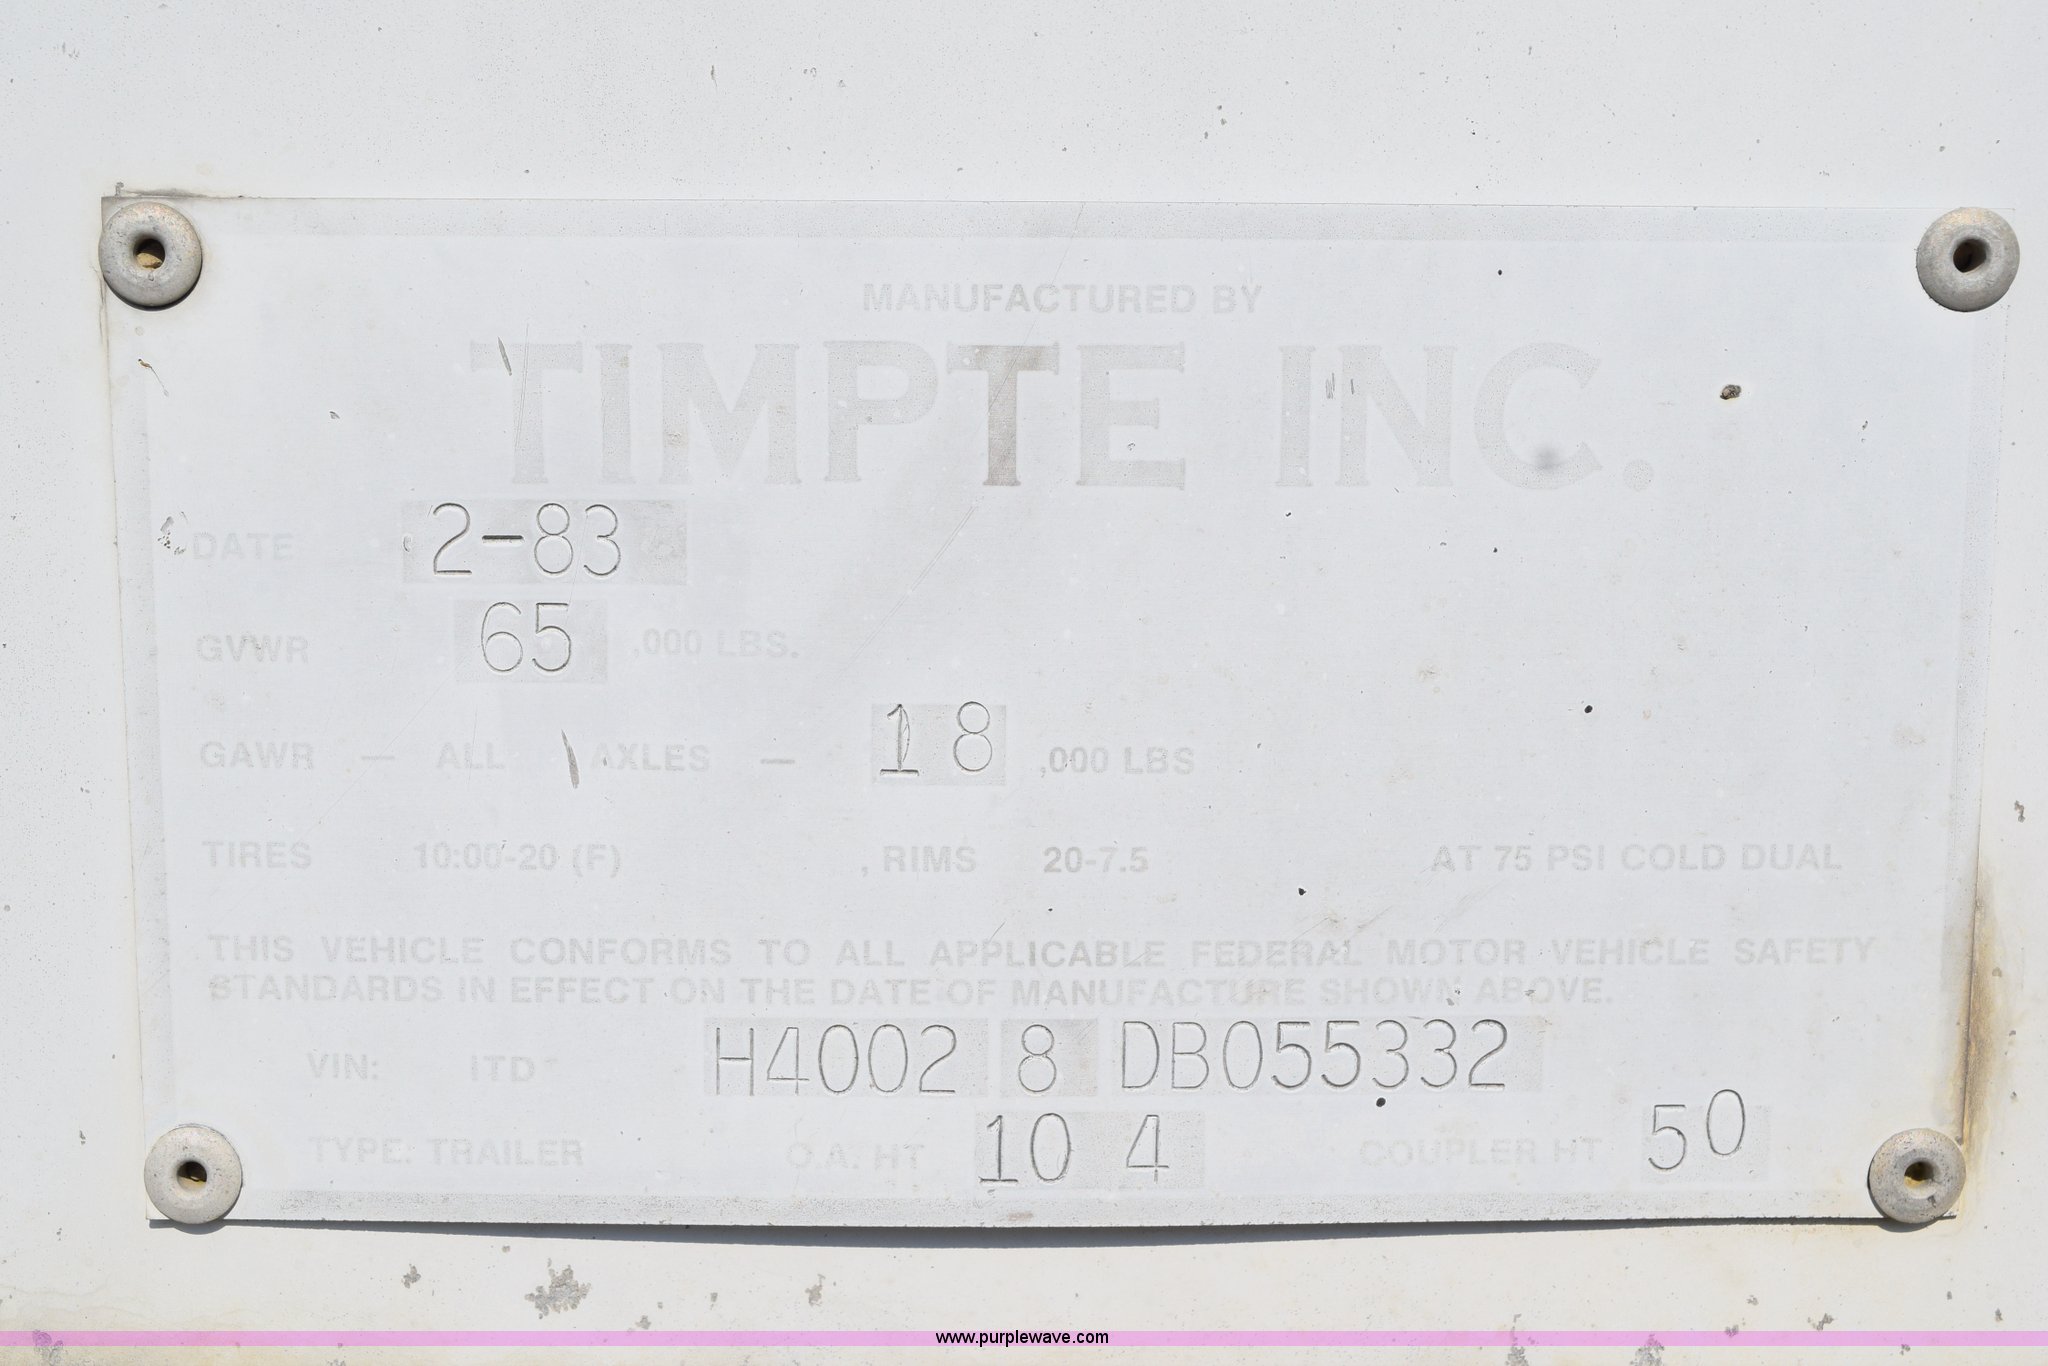 MANUFACTURED BY
TIMPTE INC.
DATE 2-83
GVWR 65 ,000 LBS.
GAWR — ALL AXLES — 18 ,000 LBS
TIRES 10:00-20 (F) , RIMS 20-7.5 AT 75 PSI COLD DUAL
THIS VEHICLE CONFORMS TO ALL APPLICABLE FEDERAL MOTOR VEHICLE SAFETY
STANDARDS IN EFFECT ON THE DATE OF MANUFACTURE SHOWN ABOVE.
VIN: ITD H4002 8 DB055332
TYPE: TRAILER O.A. HT 10 4 COUPLER HT 50
www.purplewave.com